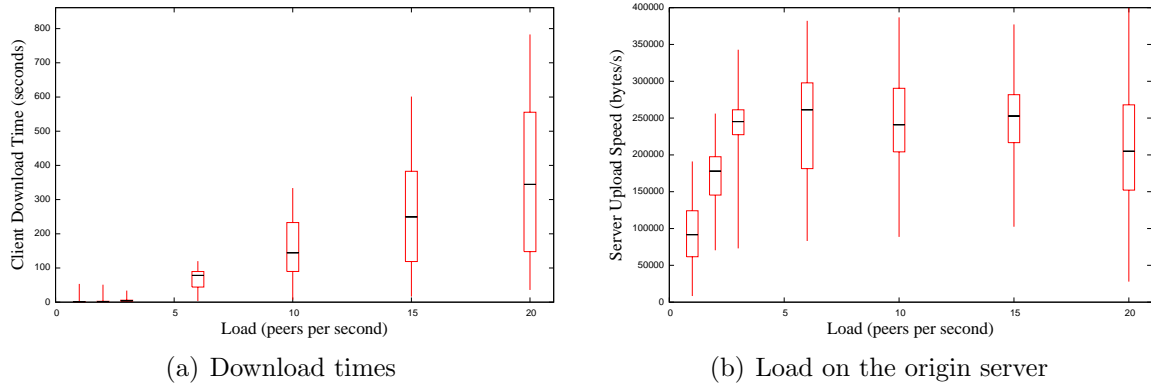 800
700
600
500
400
300
200
100
0
Client Download Time (seconds)
0 5 10 15 20
Load (peers per second)
(a) Download times
400000
350000
300000
250000
200000
150000
100000
50000
0
Server Upload Speed (bytes/s)
0 5 10 15 20
Load (peers per second)
(b) Load on the origin server